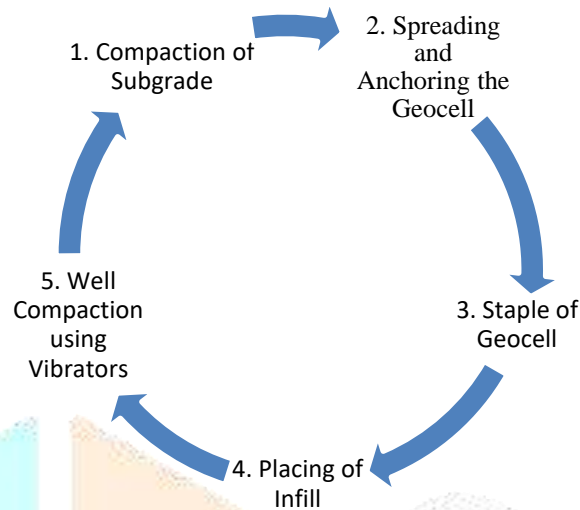 1. Compaction of
Subgrade
2. Spreading
and
Anchoring the
Geocell
3. Staple of
Geocell
4. Placing of
Infill
5. Well
Compaction
using
Vibrators